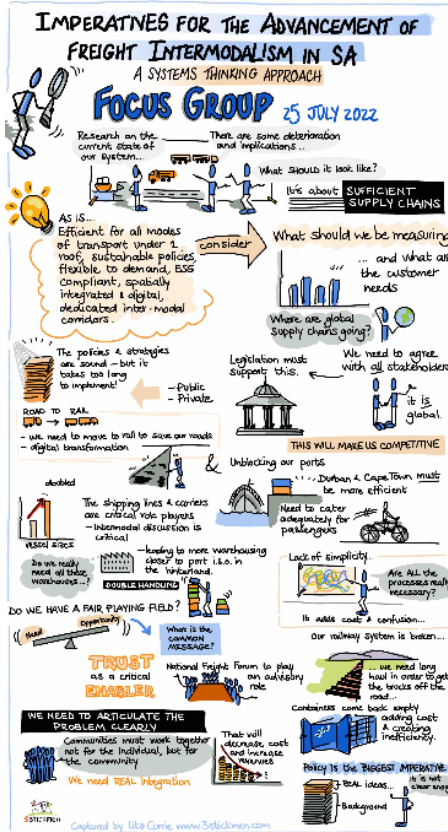 IMPERATIVES FOR THE ADVANCEMENT OF
FREIGHT INTERMODALISM IN SA
A SYSTEMS THINKING APPROACH
FOCUS GROUP 25 JULY 2022
Research on the
current state of
our system...
There are some deterioration
and implications..
What SHOULD it look like?
It's about SUFFICIENT
SUPPLY CHAINS
AS IS...
Efficient for all modes
of transport under 1
roof, sustainable policies,
flexible to demand, ESG
compliant, spatially
integrated & digital,
dedicated inter-modal
corridors.
consider
What should we be measuring
... and what are
the customer
needs
Where are global
supply chains going?
The policies & strategies
are sound - but it
takes too long
to implement!
- Public
- Private
Legislation must
support this.
We need to agree
with all stakeholders
it is
global.
ROAD TO RAIL
- we need to move to rail to save our roads
- digital transformation
THIS WILL MAKE US COMPETITIVE
& Unblocking our ports
Durban & Cape Town must
be more efficient
Need to cater
adequately for
passengers
doubled
VESSEL SIZES
The shipping lines & carriers
are critical role players
- Intermodal discussion is
critical
Do we really
need all these
warehouses...?
- leading to more warehousing
closer to port i.s.o. in
the hinterland.
DOUBLE HANDLING
Lack of simplicity...
Are ALL the
processes really
necessary?
It adds cost & confusion...
DO WE HAVE A FAIR PLAYING FIELD?
Need
Opportunity
What is the
COMMON
MESSAGE?
TRUST
as a critical
ENABLER
National Freight Forum to play
an advisory
role
Our railway system is broken...
... we need long
haul in order to get
the trucks off the
road...
Containers come back empty
adding cost
& creating
inefficiency.
WE NEED TO ARTICULATE THE
PROBLEM CLEARLY
Communities must work together
not for the individual, but for
the community
We need REAL Integration
That will
decrease cost
and increase
revenues
Policy is the BIGGEST IMPERATIVE
REAL ideas...
Background
it is not
clear
5stickmen
Captured by Lita Currie www.5stickmen.com